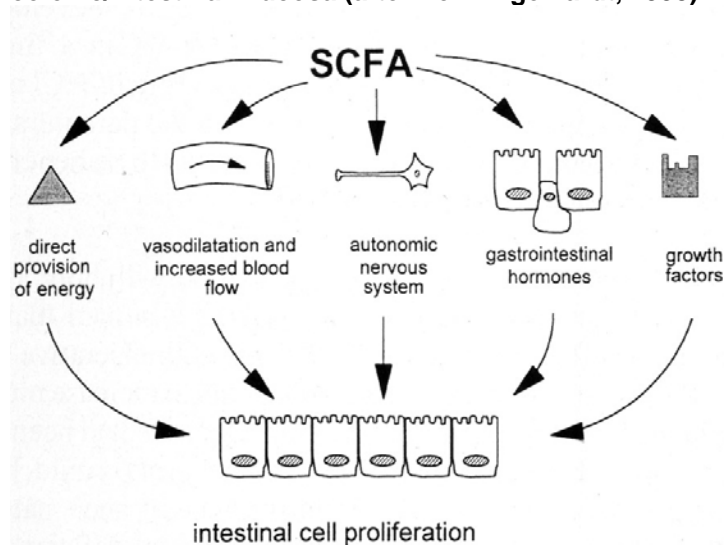 SCFA
direct
provision
of energy
vasodilatation and
increased blood
flow
autonomic
nervous
system
gastrointestinal
hormones
growth
factors
intestinal cell proliferation